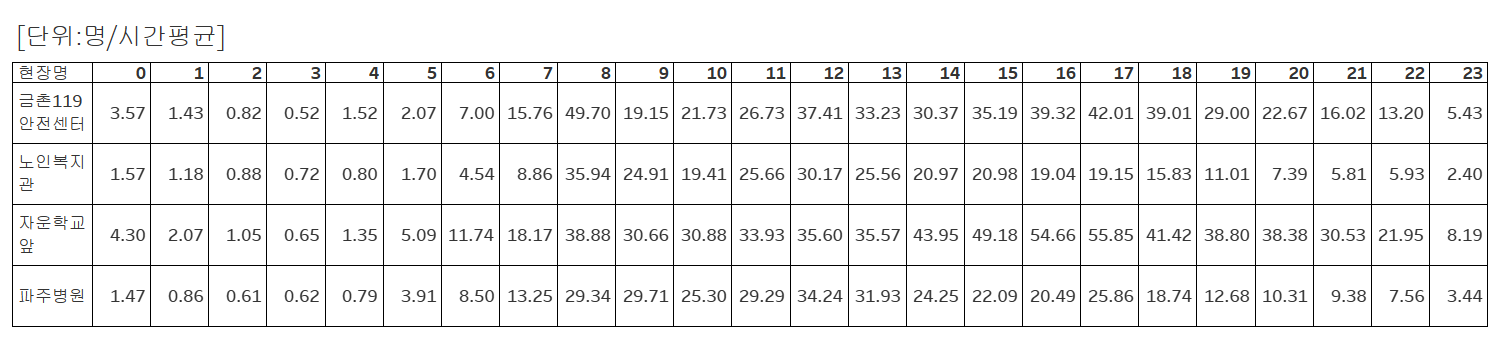 [단위:명/시간평균]
현장명 0 1 2 3 4 5 6 7 8 9 10 11 12 13 14 15 16 17 18 19 20 21 22 23
금촌119
안전센터 3.57 1.43 0.82 0.52 1.52 2.07 7.00 15.76 49.70 19.15 21.73 26.73 37.41 33.23 30.37 35.19 39.32 42.01 39.01 29.00 22.67 16.02 13.20 5.43
노인복지
관 1.57 1.18 0.88 0.72 0.80 1.70 4.54 8.86 35.94 24.91 19.41 25.66 30.17 25.56 20.97 20.98 19.04 19.15 15.83 11.01 7.39 5.81 5.93 2.40
자운학교
앞 4.30 2.07 1.05 0.65 1.35 5.09 11.74 18.17 38.88 30.66 30.88 33.93 35.60 35.57 43.95 49.18 54.66 55.85 41.42 38.80 38.38 30.53 21.95 8.19
파주병원 1.47 0.86 0.61 0.62 0.79 3.91 8.50 13.25 29.34 29.71 25.30 29.29 34.24 31.93 24.25 22.09 20.49 25.86 18.74 12.68 10.31 9.38 7.56 3.44